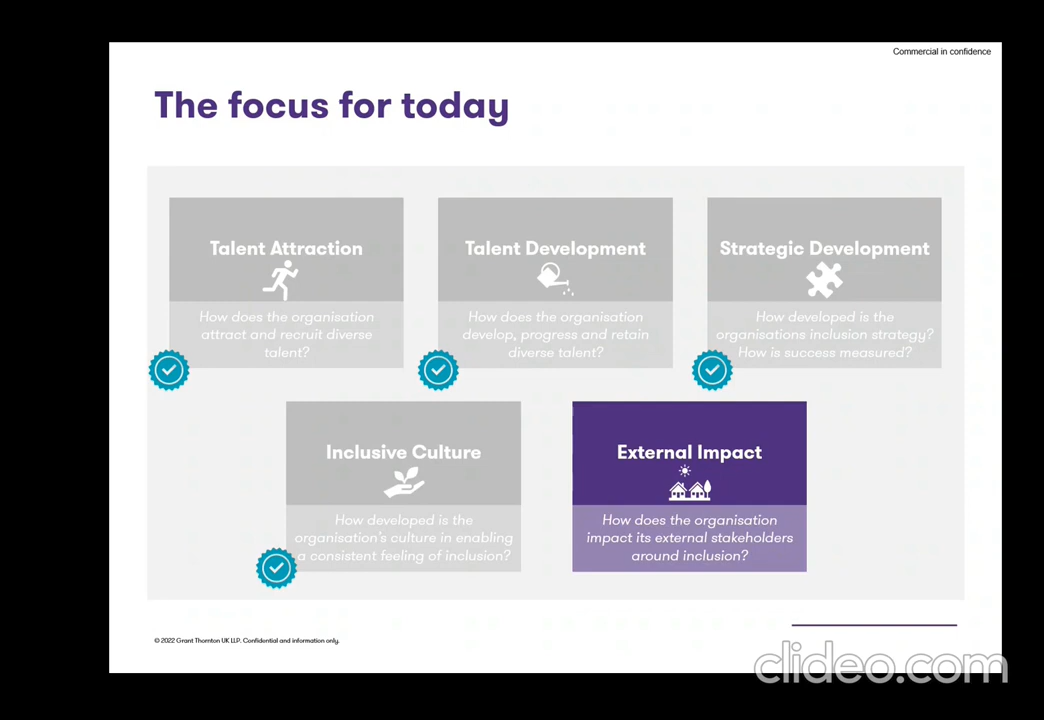 Commercial in confidence
The focus for today
Talent Attraction
How does the organisation
attract and recruit diverse
talent?
Talent Development
How does the organisation
develop, progress and retain
diverse talent?
Strategic Development
How developed is the
organisations inclusion strategy?
How is success measured?
Inclusive Culture
How developed is the
organisation's culture in enabling
a consistent feeling of inclusion?
External Impact
How does the organisation
impact its external stakeholders
around inclusion?
© 2022 Grant Thornton UK LLP. Confidential and information only.
clideo.com